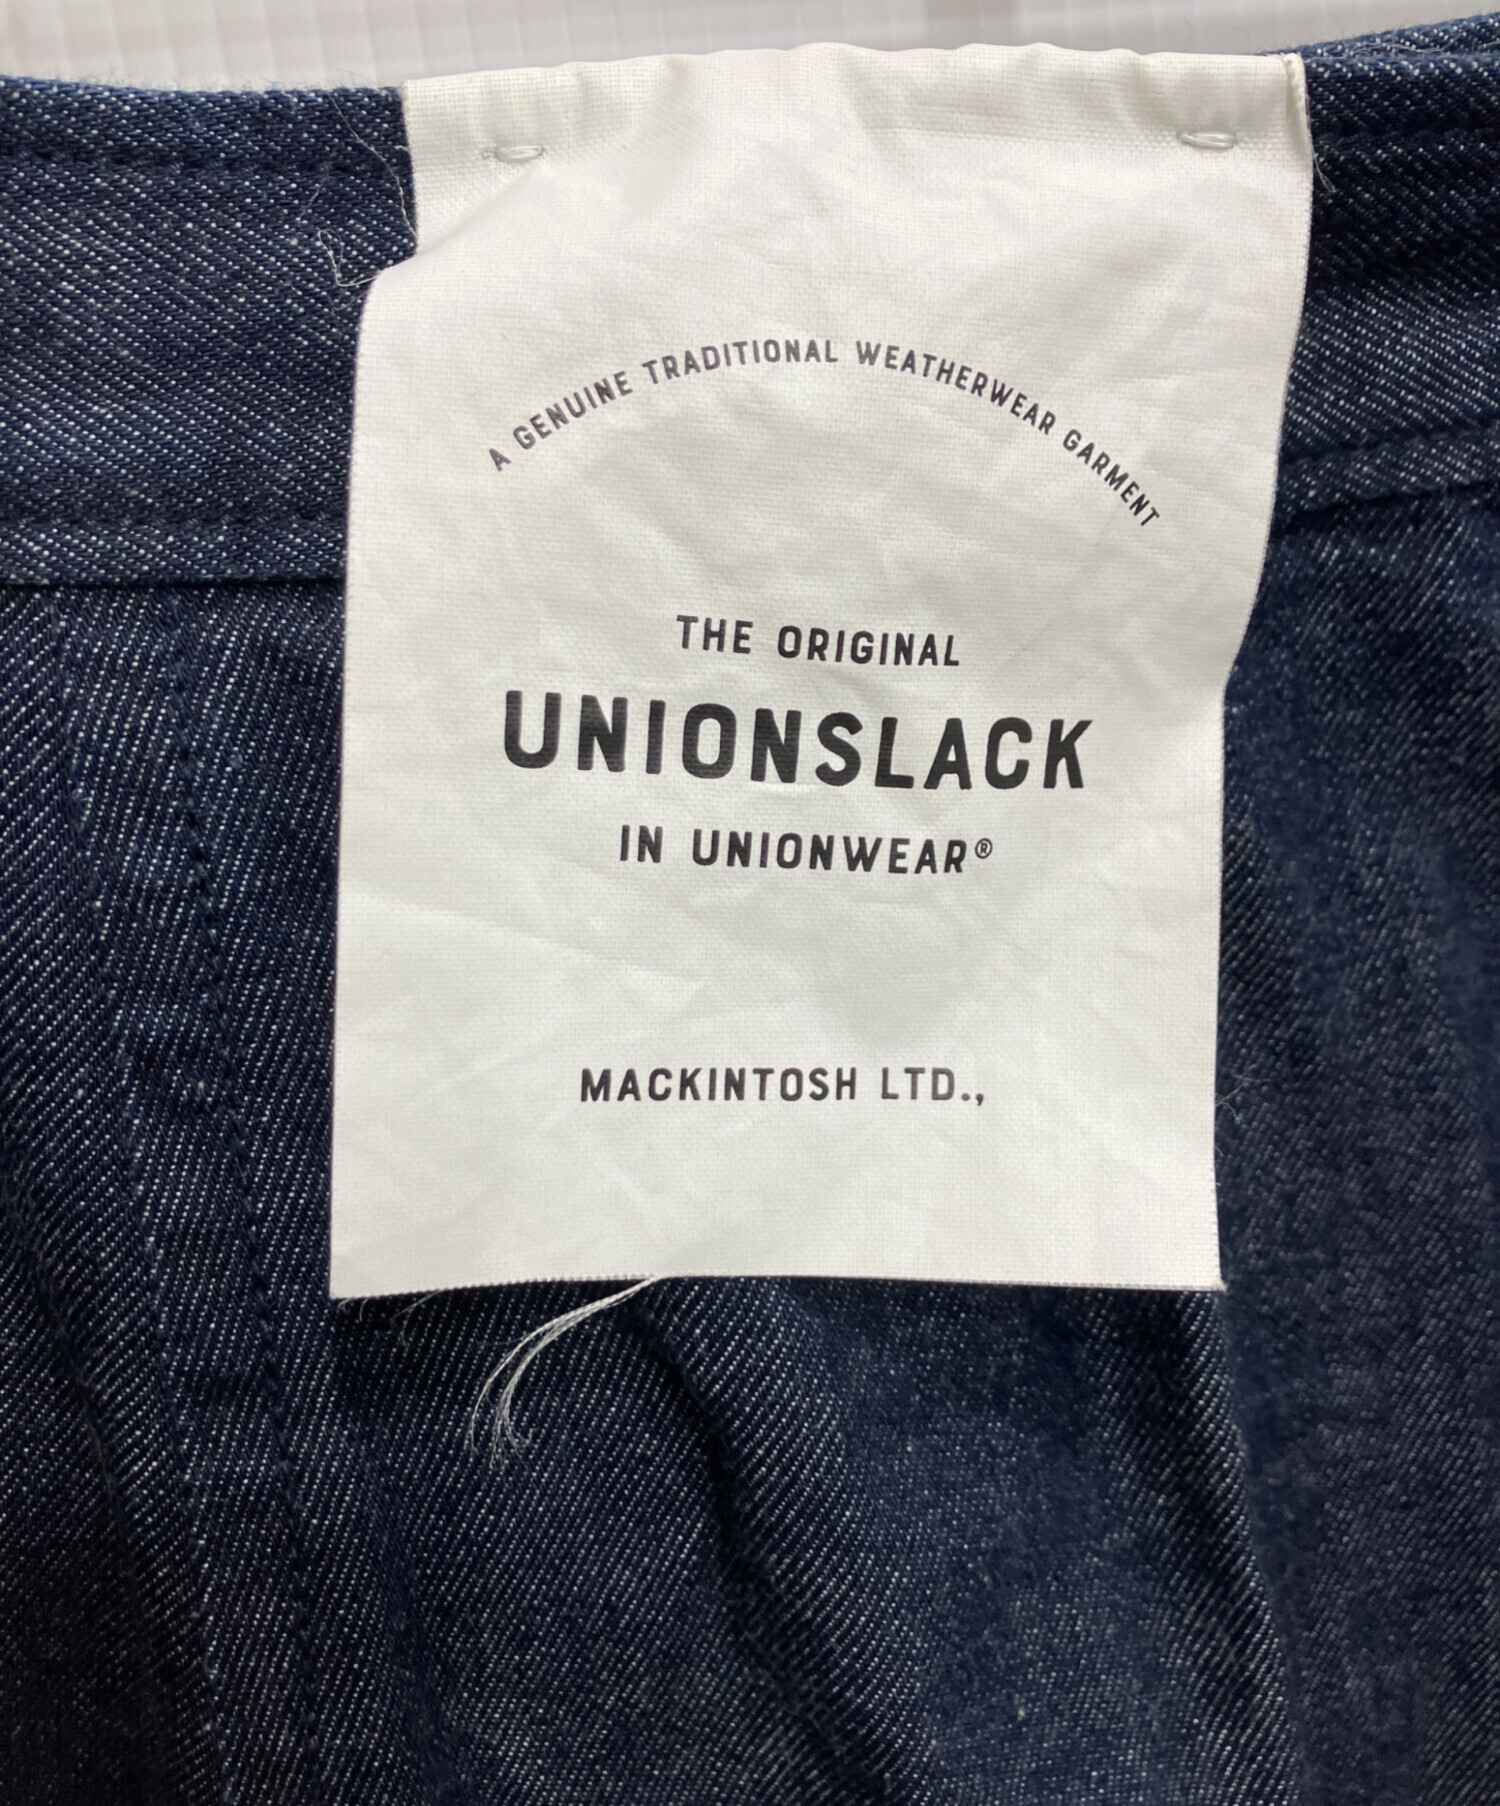 A GENUINE TRADITIONAL WEATHERWEAR GARMENT
THE ORIGINAL
UNIONSLACK
IN UNIONWEAR®
MACKINTOSH LTD.,